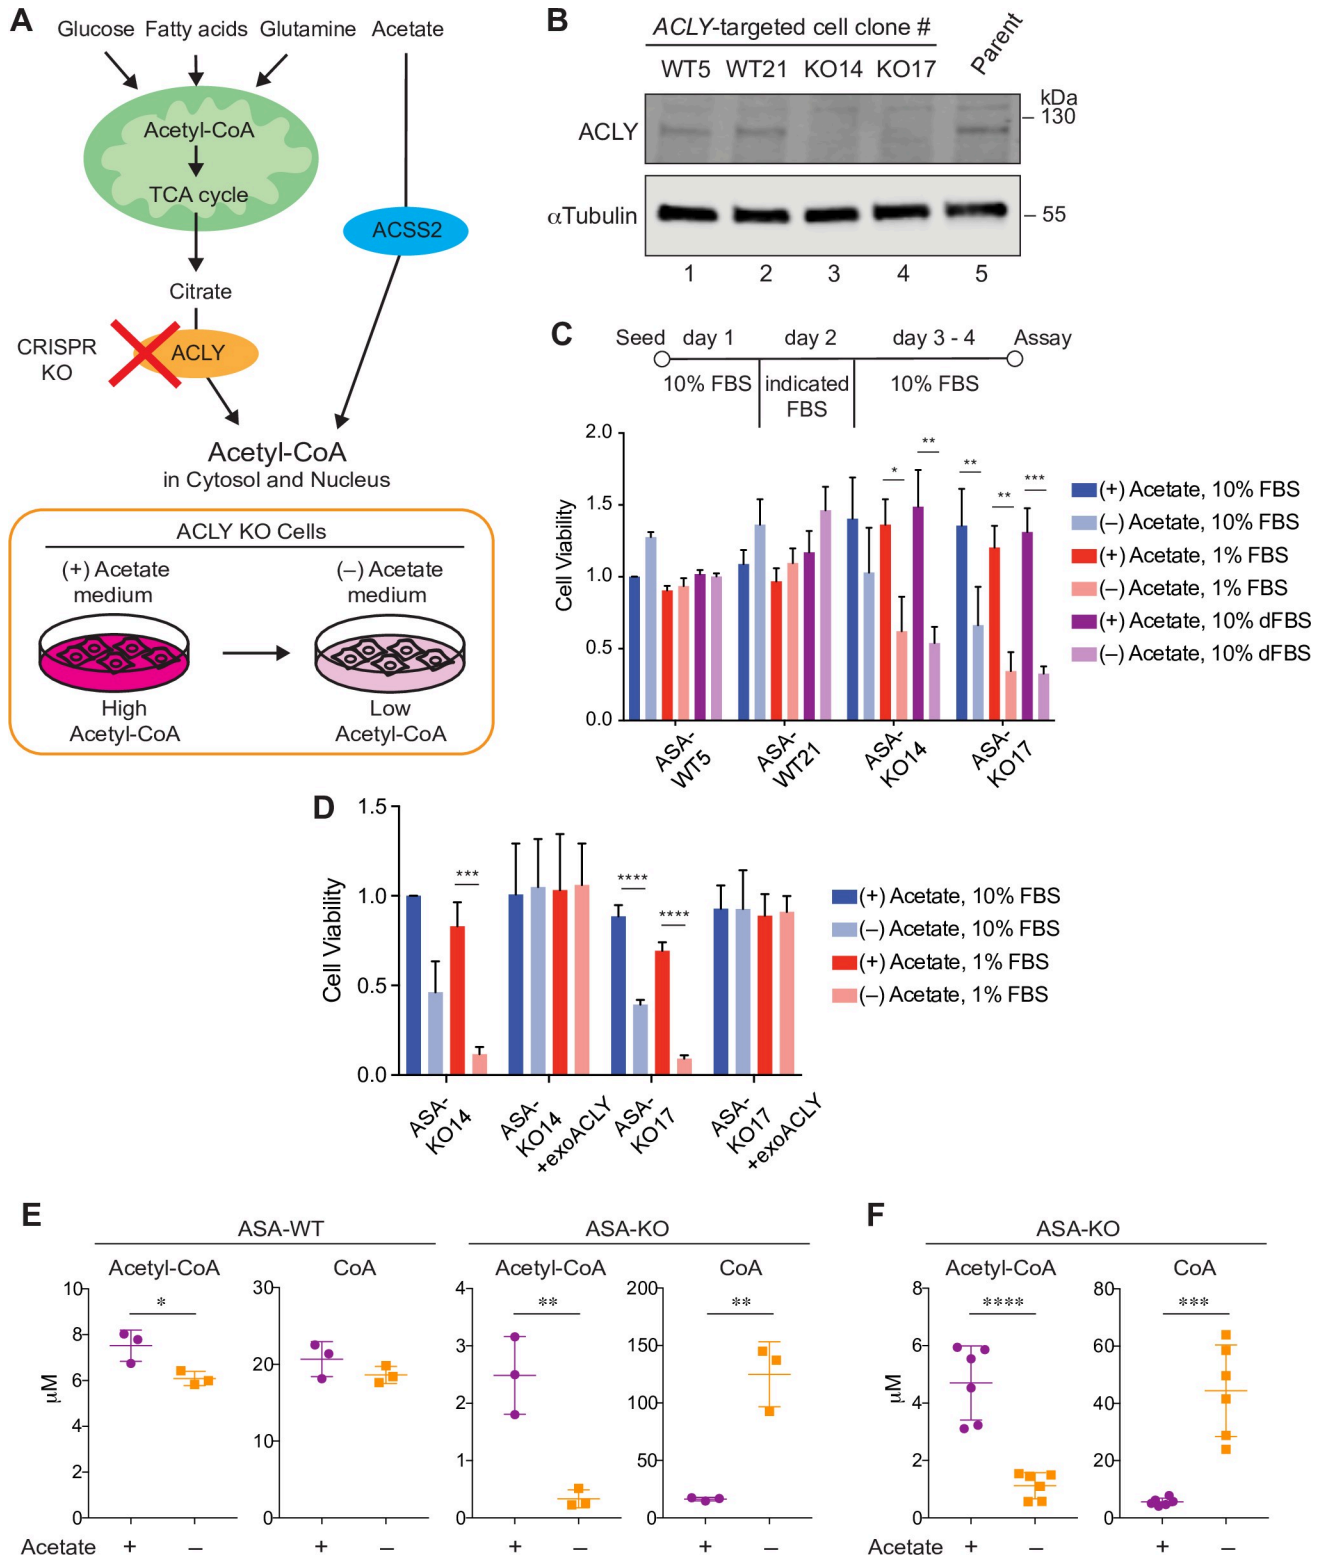 A
Glucose Fatty acids Glutamine Acetate
Acetyl-CoA
TCA cycle
ACSS2
Citrate
CRISPR
KO
ACLY
Acetyl-CoA
in Cytosol and Nucleus
ACLY KO Cells
(+) Acetate
medium
(–) Acetate
medium
High
Acetyl-CoA
Low
Acetyl-CoA
B
ACLY-targeted cell clone #
WT5 WT21 KO14 KO17 Parent
kDa
ACLY
– 130
αTubulin
– 55
1 2 3 4 5
C
Seed day 1 day 2 day 3 - 4 Assay
10% FBS indicated 10% FBS
FBS
Cell Viability
2.0
1.5
1.0
0.5
0.0
* ** ** ** ***
ASA-
WT5
ASA-
WT21
ASA-
KO14
ASA-
KO17
(+) Acetate, 10% FBS
(–) Acetate, 10% FBS
(+) Acetate, 1% FBS
(–) Acetate, 1% FBS
(+) Acetate, 10% dFBS
(–) Acetate, 10% dFBS
D
Cell Viability
1.5
1.0
0.5
0.0
*** **** ****
ASA-
KO14
ASA-
KO14
+exoACLY
ASA-
KO17
ASA-
KO17
+exoACLY
(+) Acetate, 10% FBS
(–) Acetate, 10% FBS
(+) Acetate, 1% FBS
(–) Acetate, 1% FBS
E
ASA-WT
Acetyl-CoA
*
μM
10
8
6
4
2
0
CoA
30
20
10
0
ASA-KO
Acetyl-CoA
**
4
3
2
1
0
CoA
**
200
150
100
50
0
Acetate + – + – + – + –
F
ASA-KO
Acetyl-CoA
****
μM
8
6
4
2
0
CoA
***
80
60
40
20
0
Acetate + – + –